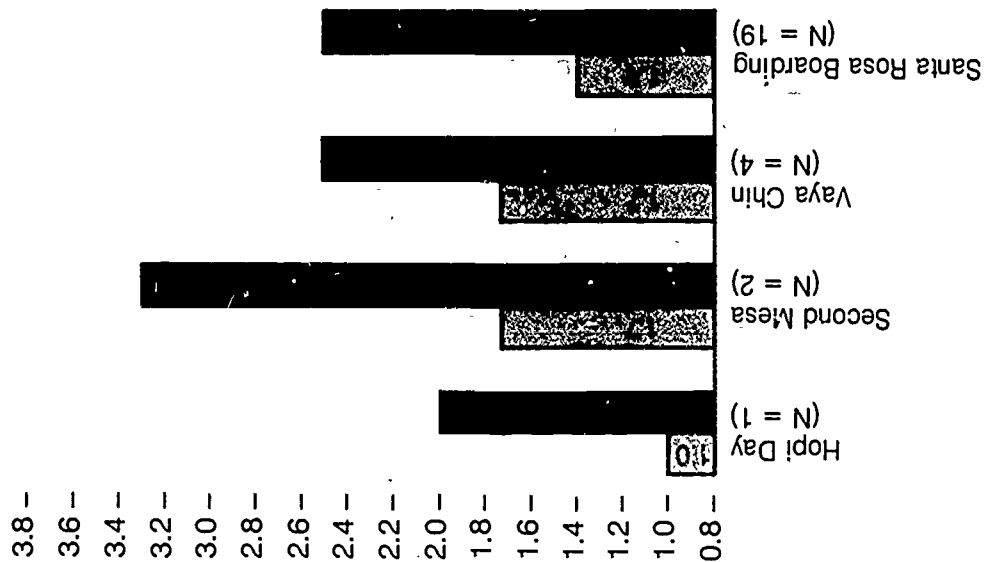 3.8 –
3.6 –
3.4 –
3.2 –
3.0 –
2.8 –
2.6 –
2.4 –
2.2 –
2.0 –
1.8 –
1.6 –
1.4 –
1.2 –
1.0 –
0.8 –
1.0
Hopi Day
(N = 1)
1.7
Second Mesa
(N = 2)
Vaya Chin
(N = 4)
Santa Rosa Boarding
(N = 19)